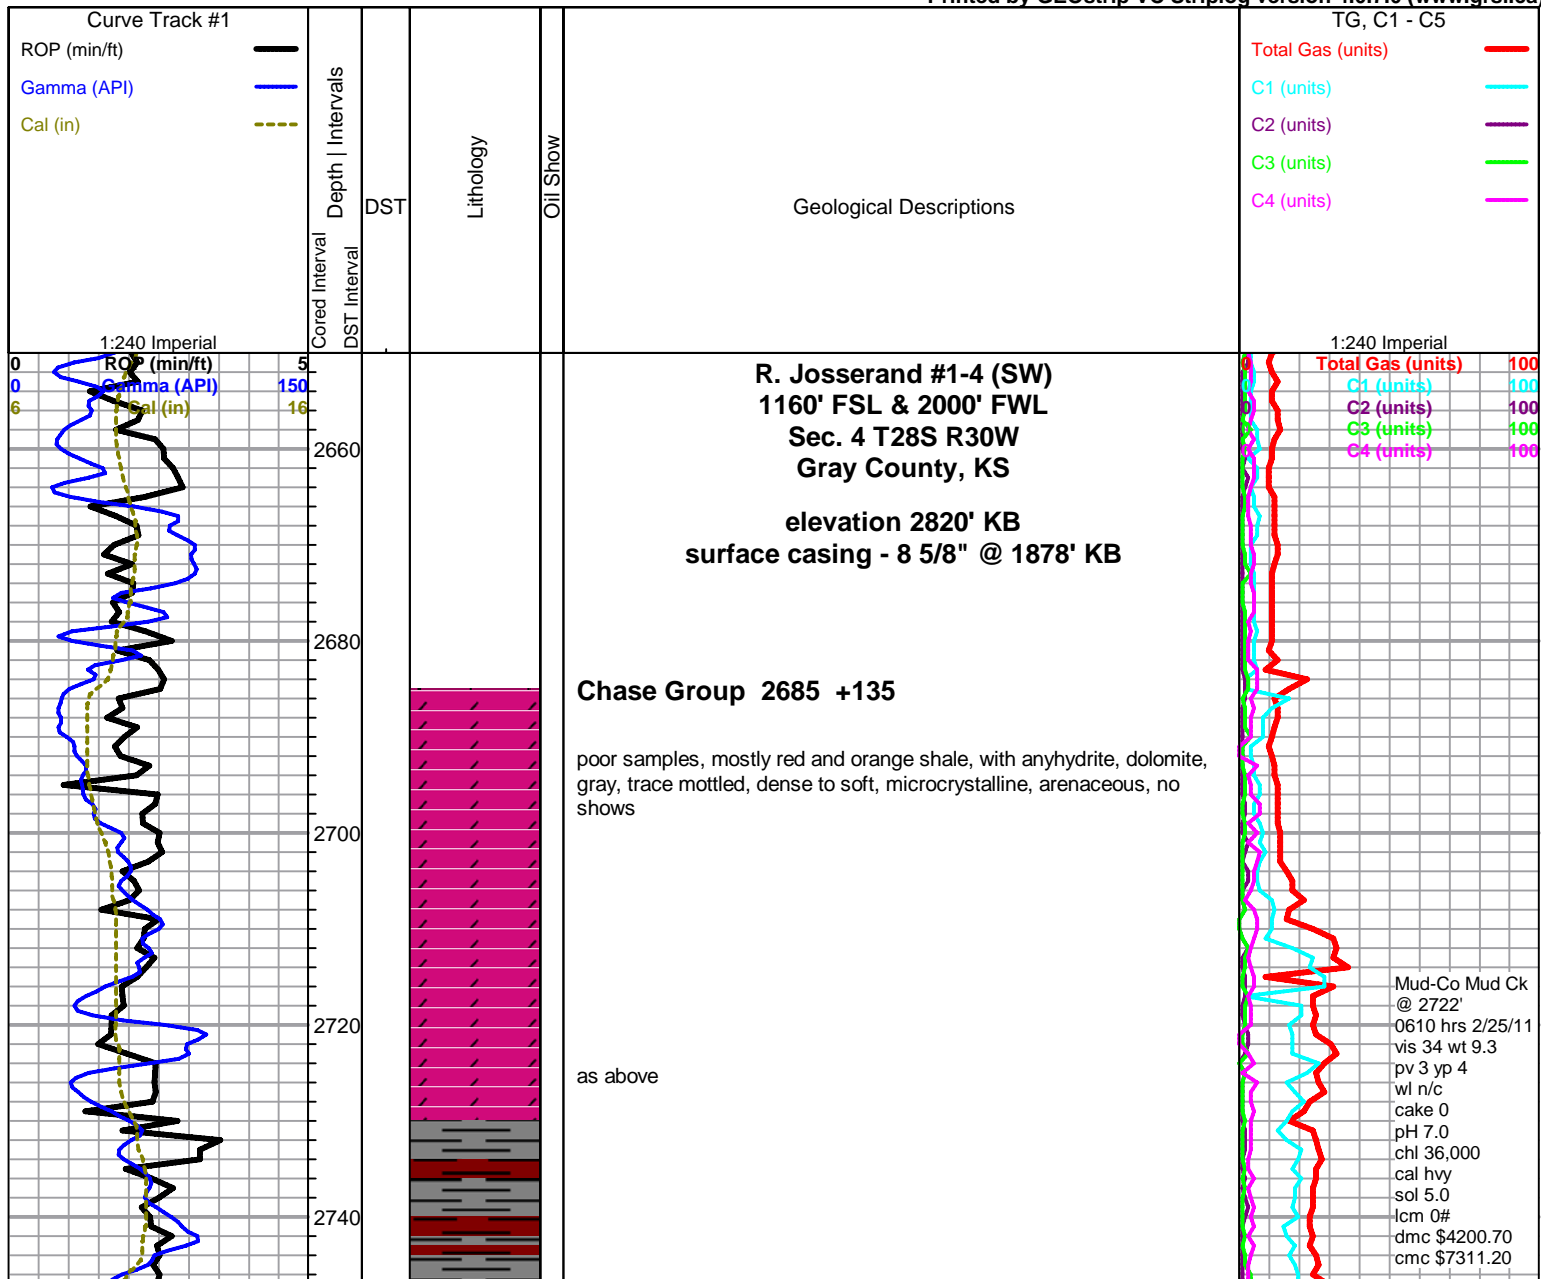 Curve Track #1
ROP (min/ft)
Gamma (API)
Cal (in)
1:240 Imperial
Cored Interval
Depth | Intervals
DST Interval
DST
Lithology
Oil Show
Geological Descriptions
TG, C1 - C5
Total Gas (units)
C1 (units)
C2 (units)
C3 (units)
C4 (units)
1:240 Imperial
0 ROP (min/ft) 5
0 Gamma (API) 150
6 Cal (in) 16
Total Gas (units) 100
C1 (units) 100
C2 (units) 100
C3 (units) 100
C4 (units) 100
R. Josserand #1-4 (SW)
1160' FSL & 2000' FWL
Sec. 4 T28S R30W
Gray County, KS
elevation 2820' KB
surface casing - 8 5/8" @ 1878' KB
2660
2680
Chase Group 2685 +135
poor samples, mostly red and orange shale, with anyhydrite, dolomite,
gray, trace mottled, dense to soft, microcrystalline, arenaceous, no
shows
2700
2720
as above
2740
Mud-Co Mud Ck
@ 2722'
0610 hrs 2/25/11
vis 34 wt 9.3
pv 3 yp 4
wl n/c
cake 0
pH 7.0
chl 36,000
cal hvy
sol 5.0
lcm 0#
dmc $4200.70
cmc $7311.20